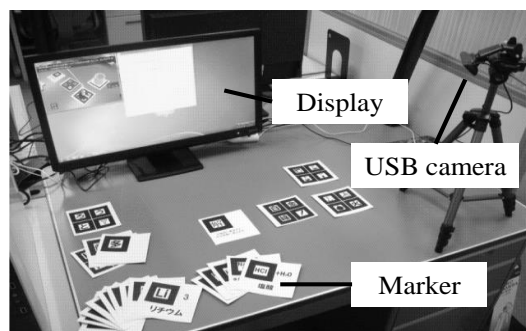 Display
USB camera
Marker
Li 3
リチウム
HCl +H2O
塩酸